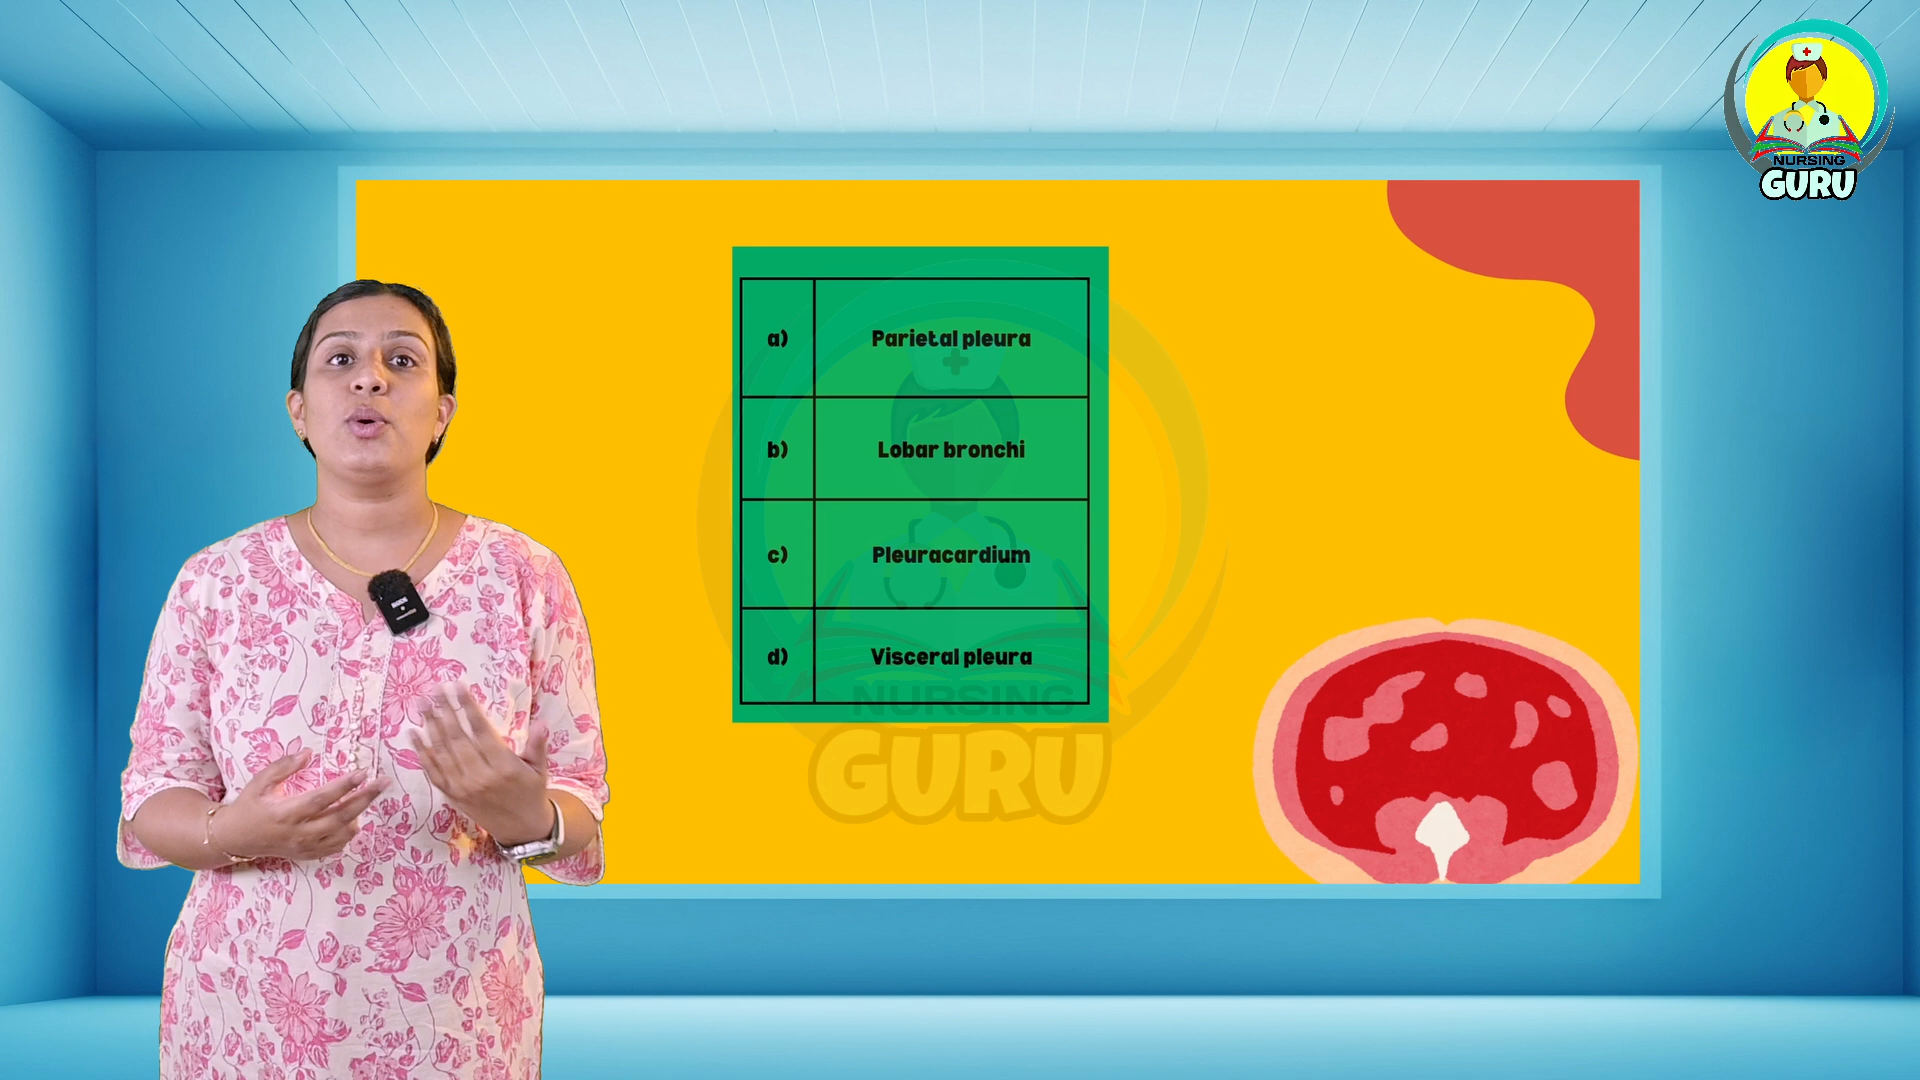 NURSING
GURU
a) Parietal pleura
b) Lobar bronchi
c) Pleuracardium
d) Visceral pleura
NURSING
GURU